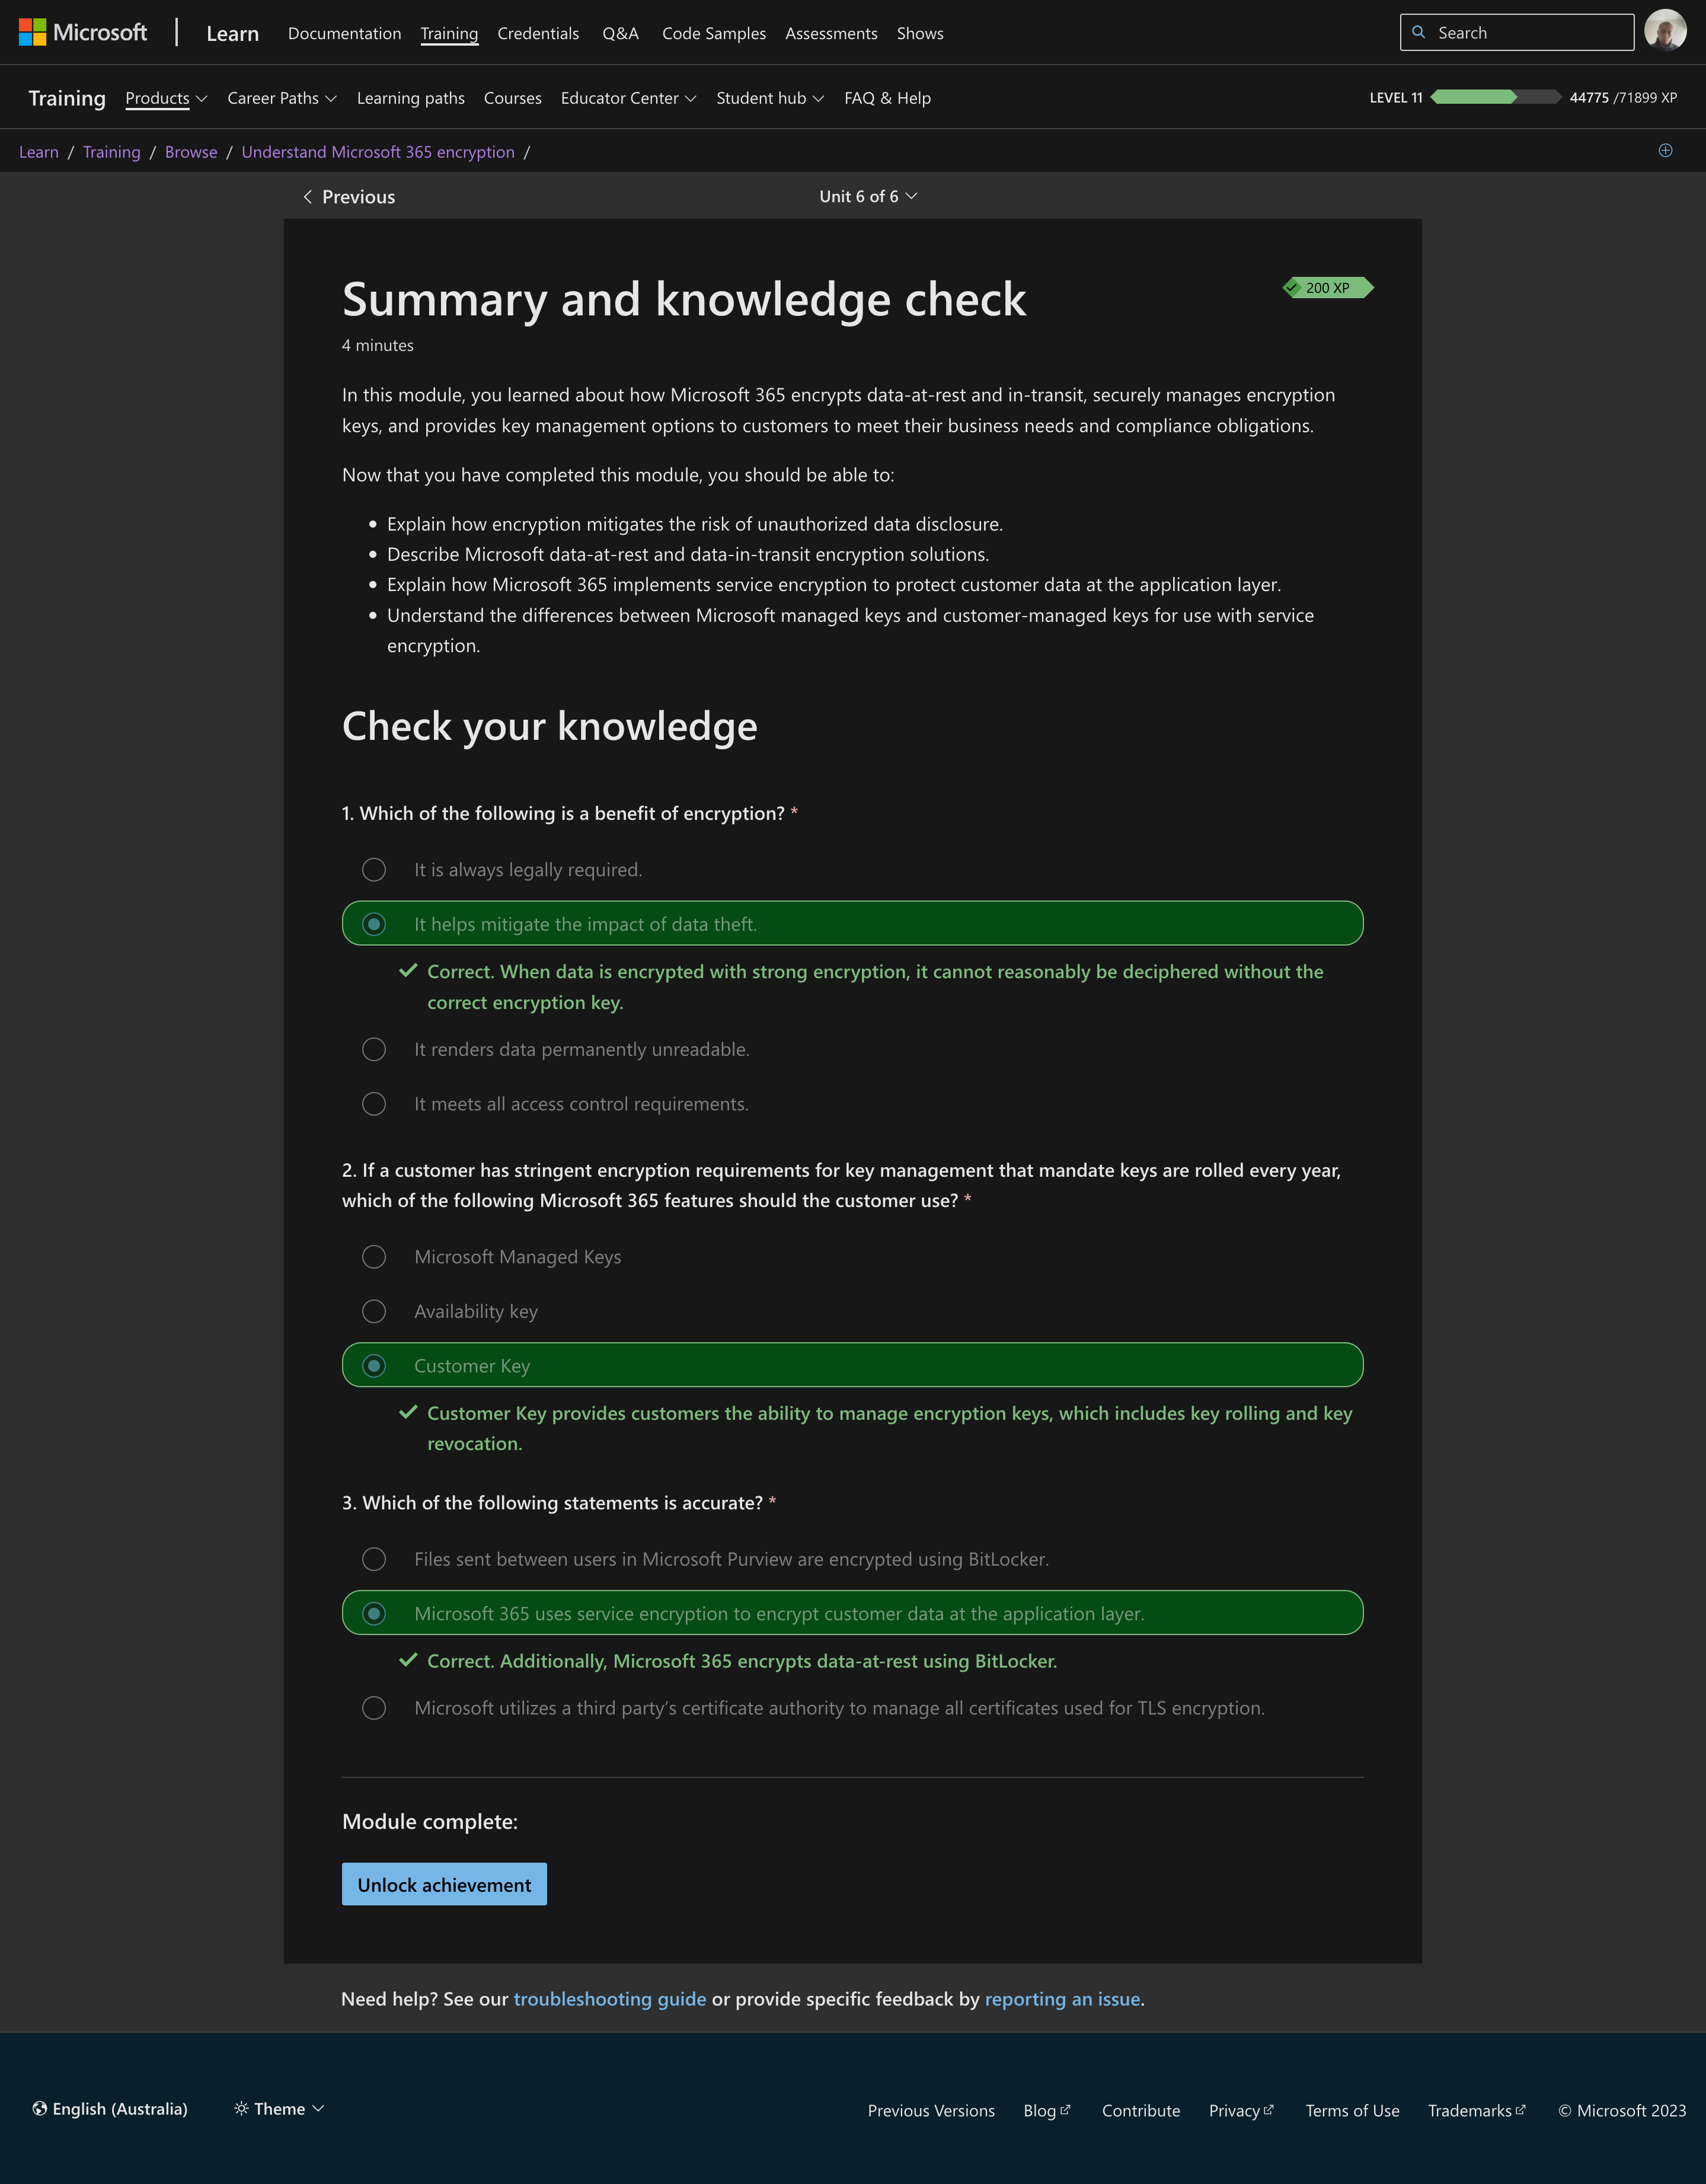 Microsoft
Learn
Documentation
Training
Credentials
Q&A
Code Samples
Assessments
Shows
Search
Training
Products
Career Paths
Learning paths
Courses
Educator Center
Student hub
FAQ & Help
LEVEL 11
44775 /71899 XP
Learn / Training / Browse / Understand Microsoft 365 encryption /
Previous
Unit 6 of 6
Summary and knowledge check
200 XP
4 minutes
In this module, you learned about how Microsoft 365 encrypts data-at-rest and in-transit, securely manages encryption
keys, and provides key management options to customers to meet their business needs and compliance obligations.
Now that you have completed this module, you should be able to:
• Explain how encryption mitigates the risk of unauthorized data disclosure.
• Describe Microsoft data-at-rest and data-in-transit encryption solutions.
• Explain how Microsoft 365 implements service encryption to protect customer data at the application layer.
• Understand the differences between Microsoft managed keys and customer-managed keys for use with service
encryption.
Check your knowledge
1. Which of the following is a benefit of encryption? *
It is always legally required.
It helps mitigate the impact of data theft.
Correct. When data is encrypted with strong encryption, it cannot reasonably be deciphered without the
correct encryption key.
It renders data permanently unreadable.
It meets all access control requirements.
2. If a customer has stringent encryption requirements for key management that mandate keys are rolled every year,
which of the following Microsoft 365 features should the customer use? *
Microsoft Managed Keys
Availability key
Customer Key
Customer Key provides customers the ability to manage encryption keys, which includes key rolling and key
revocation.
3. Which of the following statements is accurate? *
Files sent between users in Microsoft Purview are encrypted using BitLocker.
Microsoft 365 uses service encryption to encrypt customer data at the application layer.
Correct. Additionally, Microsoft 365 encrypts data-at-rest using BitLocker.
Microsoft utilizes a third party's certificate authority to manage all certificates used for TLS encryption.
Module complete:
Unlock achievement
Need help? See our troubleshooting guide or provide specific feedback by reporting an issue.
English (Australia)
Theme
Previous Versions
Blog
Contribute
Privacy
Terms of Use
Trademarks
© Microsoft 2023